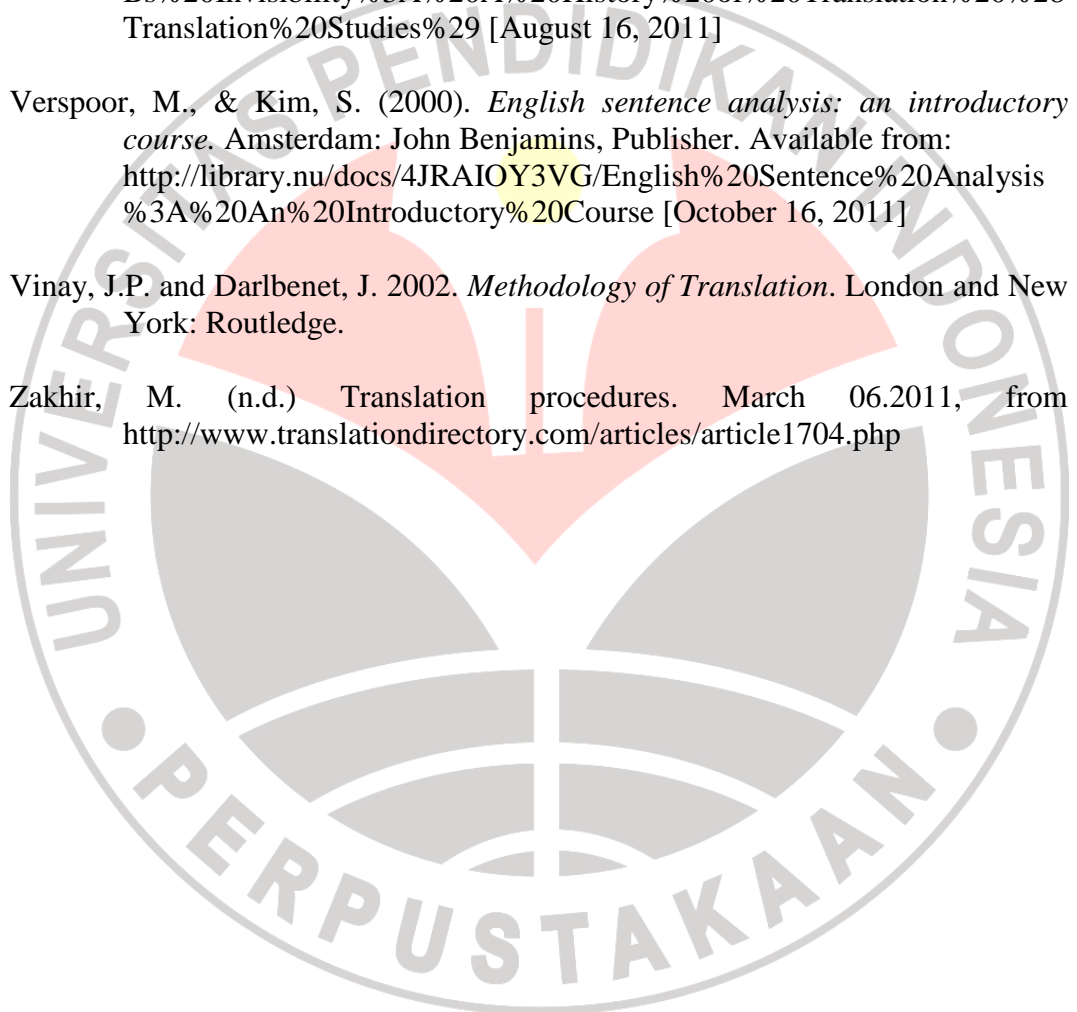 Translation%20Studies%29 [August 16, 2011]
Verspoor, M., & Kim, S. (2000). English sentence analysis: an introductory
course. Amsterdam: John Benjamins, Publisher. Available from:
http://library.nu/docs/4JRAIOY3VG/English%20Sentence%20Analysis
%3A%20An%20Introductory%20Course [October 16, 2011]
Vinay, J.P. and Darlbenet, J. 2002. Methodology of Translation. London and New
York: Routledge.
Zakhir, M. (n.d.) Translation procedures. March 06.2011, from
http://www.translationdirectory.com/articles/article1704.php
UNIVERSITAS PENDIDIKAN INDONESIA
PERPUSTAKAAN